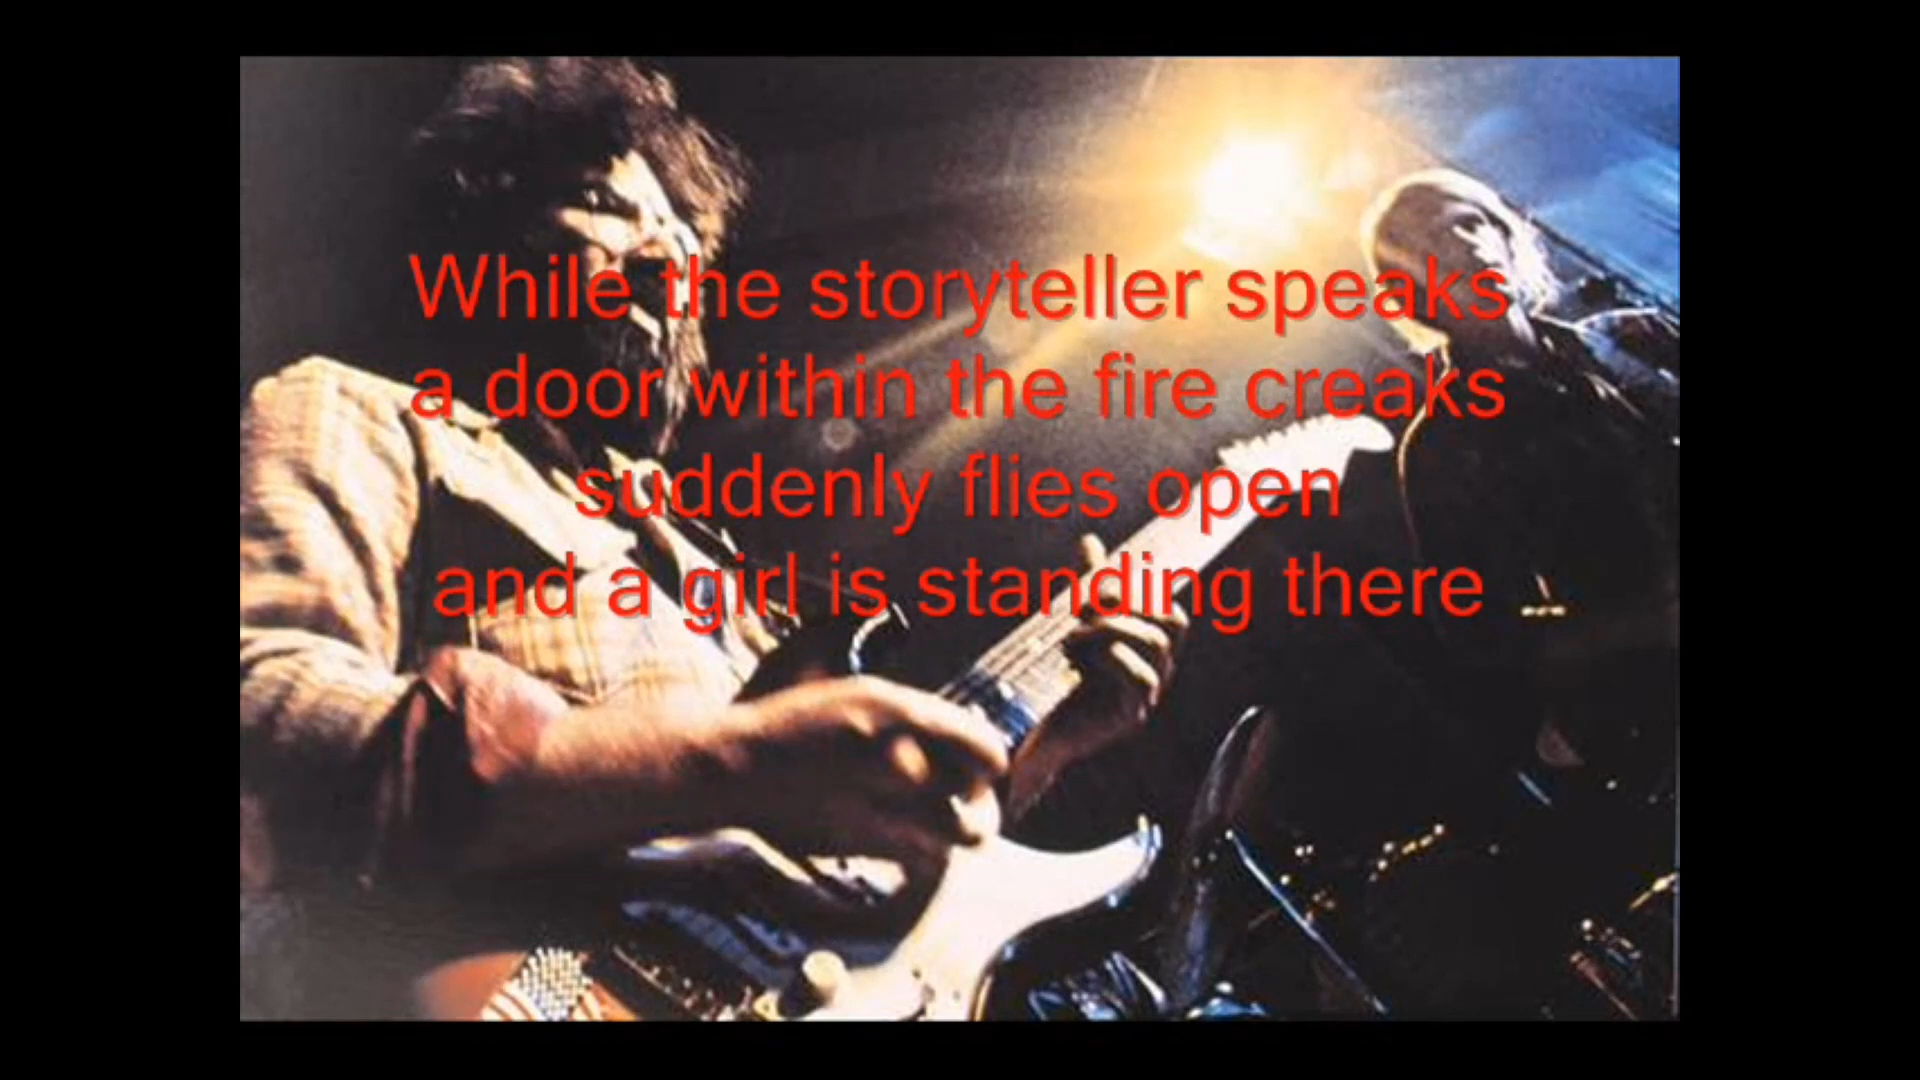 While the storyteller speaks
a door within the fire creaks
suddenly flies open
and a girl is standing there